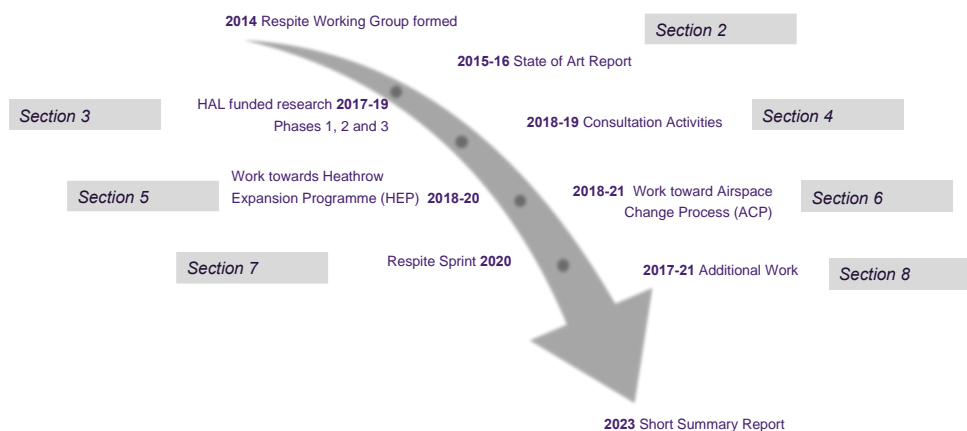 2014 Respite Working Group formed
Section 2
2015-16 State of Art Report
Section 3
HAL funded research 2017-19
Phases 1, 2 and 3
2018-19 Consultation Activities
Section 4
Section 5
Work towards Heathrow
Expansion Programme (HEP) 2018-20
2018-21 Work toward Airspace
Change Process (ACP)
Section 6
Section 7
Respite Sprint 2020
2017-21 Additional Work
Section 8
2023 Short Summary Report